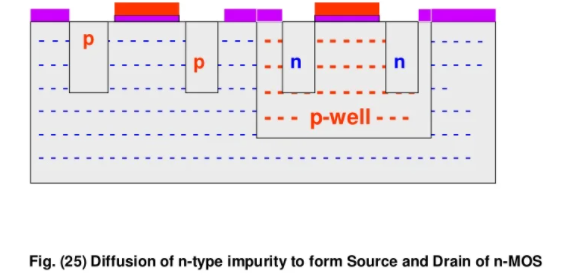 p
p
n
n
p-well
Fig. (25) Diffusion of n-type impurity to form Source and Drain of n-MOS